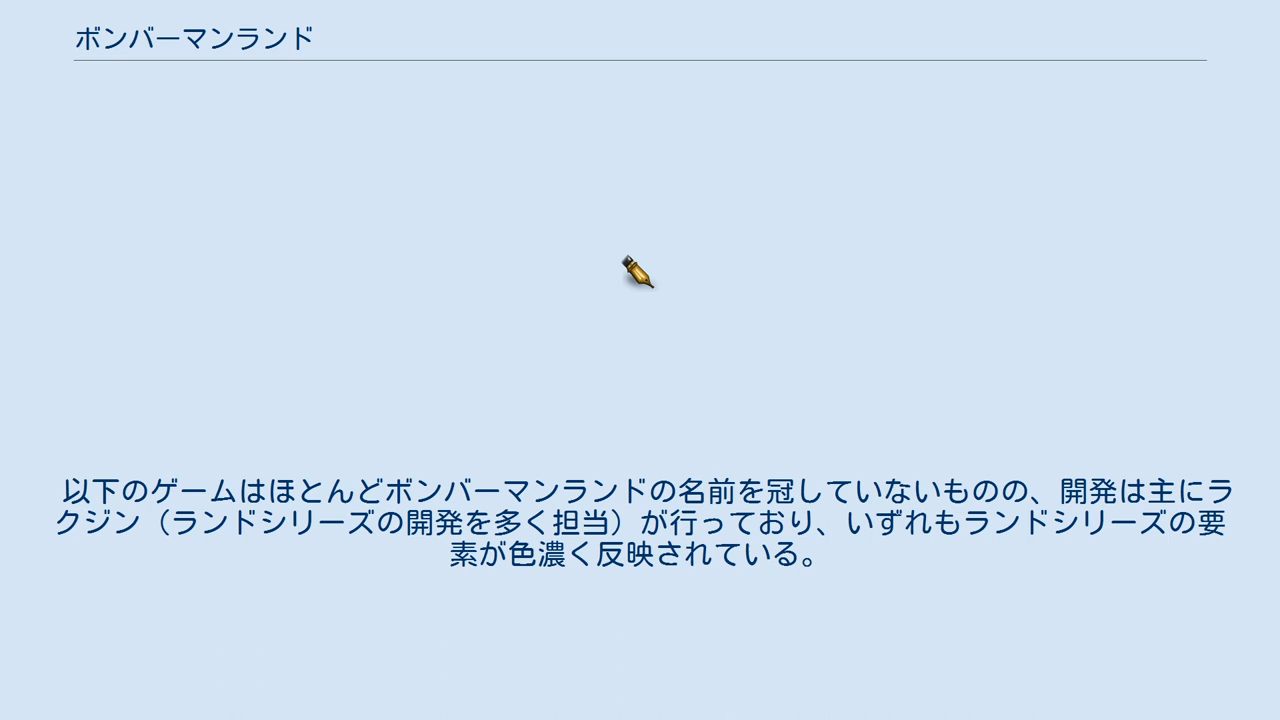 ボンバーマンランド
以下のゲームはほとんどボンバーマンランドの名前を冠していないものの、開発は主にラ
クジン（ランドシリーズの開発を多く担当）が行っており、いずれもランドシリーズの要
素が色濃く反映されている。